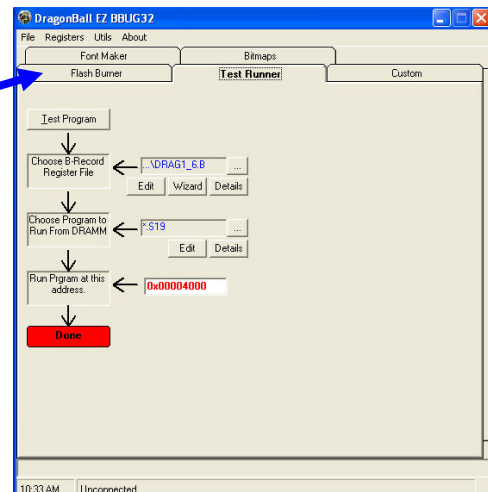 DragonBall EZ BBUG32
File Registers Utils About
Font Maker Bitmaps
Flash Burner Test Runner Custom
Test Program
Choose B-Record
Register File
...\DRAG1_6.B ...
Edit Wizard Details
Choose Program to
Run From DRAMM
*.S19 ...
Edit Details
Run Prgram at this
address.
0x00004000
Done
10:33 AM Unconnected